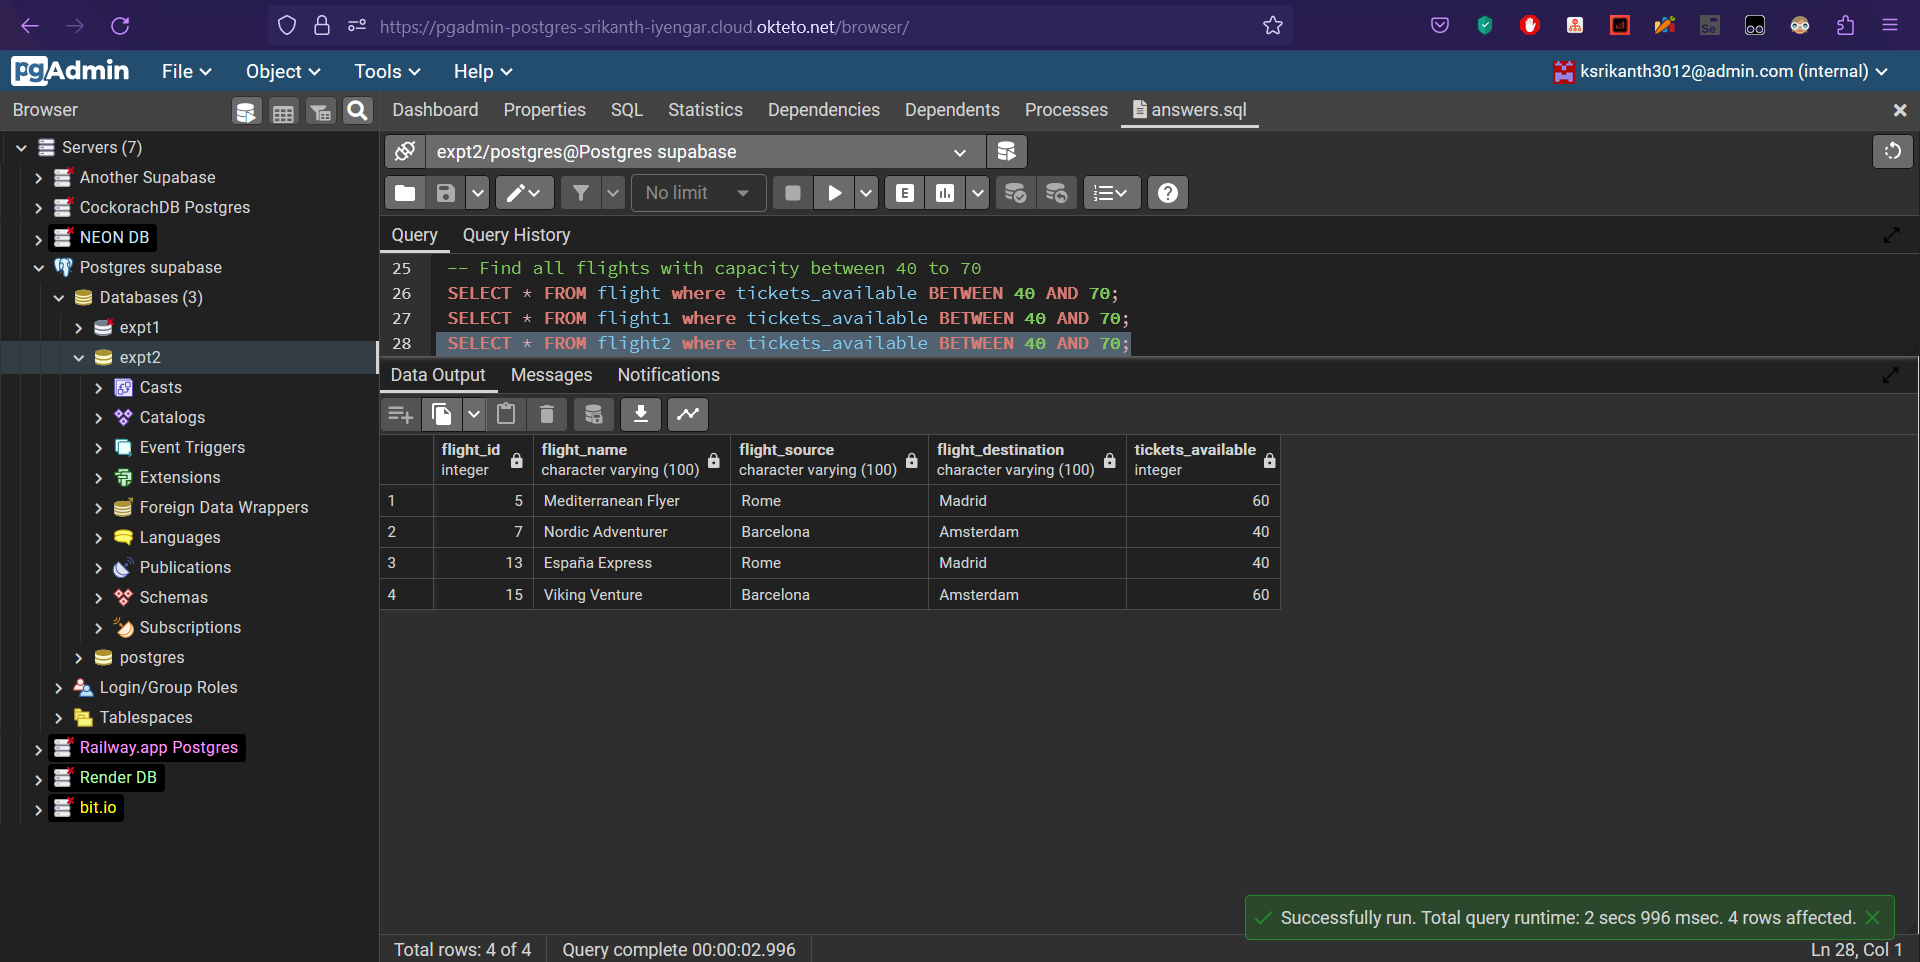 https://pgadmin-postgres-srikanth-iyengar.cloud.okteto.net/browser/
pgAdmin File Object Tools Help ksrikanth3012@admin.com (internal)
Browser Dashboard Properties SQL Statistics Dependencies Dependents Processes answers.sql
Servers (7)
Another Supabase
CockorachDB Postgres
NEON DB
Postgres supabase
Databases (3)
expt1
expt2
Casts
Catalogs
Event Triggers
Extensions
Foreign Data Wrappers
Languages
Publications
Schemas
Subscriptions
postgres
Login/Group Roles
Tablespaces
Railway.app Postgres
Render DB
bit.io
expt2/postgres@Postgres supabase
No limit E
Query Query History
25 -- Find all flights with capacity between 40 to 70
26 SELECT * FROM flight where tickets_available BETWEEN 40 AND 70;
27 SELECT * FROM flight1 where tickets_available BETWEEN 40 AND 70;
28 SELECT * FROM flight2 where tickets_available BETWEEN 40 AND 70;
Data Output Messages Notifications
flight_id flight_name flight_source flight_destination tickets_available
integer character varying (100) character varying (100) character varying (100) integer
1 5 Mediterranean Flyer Rome Madrid 60
2 7 Nordic Adventurer Barcelona Amsterdam 40
3 13 España Express Rome Madrid 40
4 15 Viking Venture Barcelona Amsterdam 60
Successfully run. Total query runtime: 2 secs 996 msec. 4 rows affected.
Total rows: 4 of 4 Query complete 00:00:02.996 Ln 28, Col 1